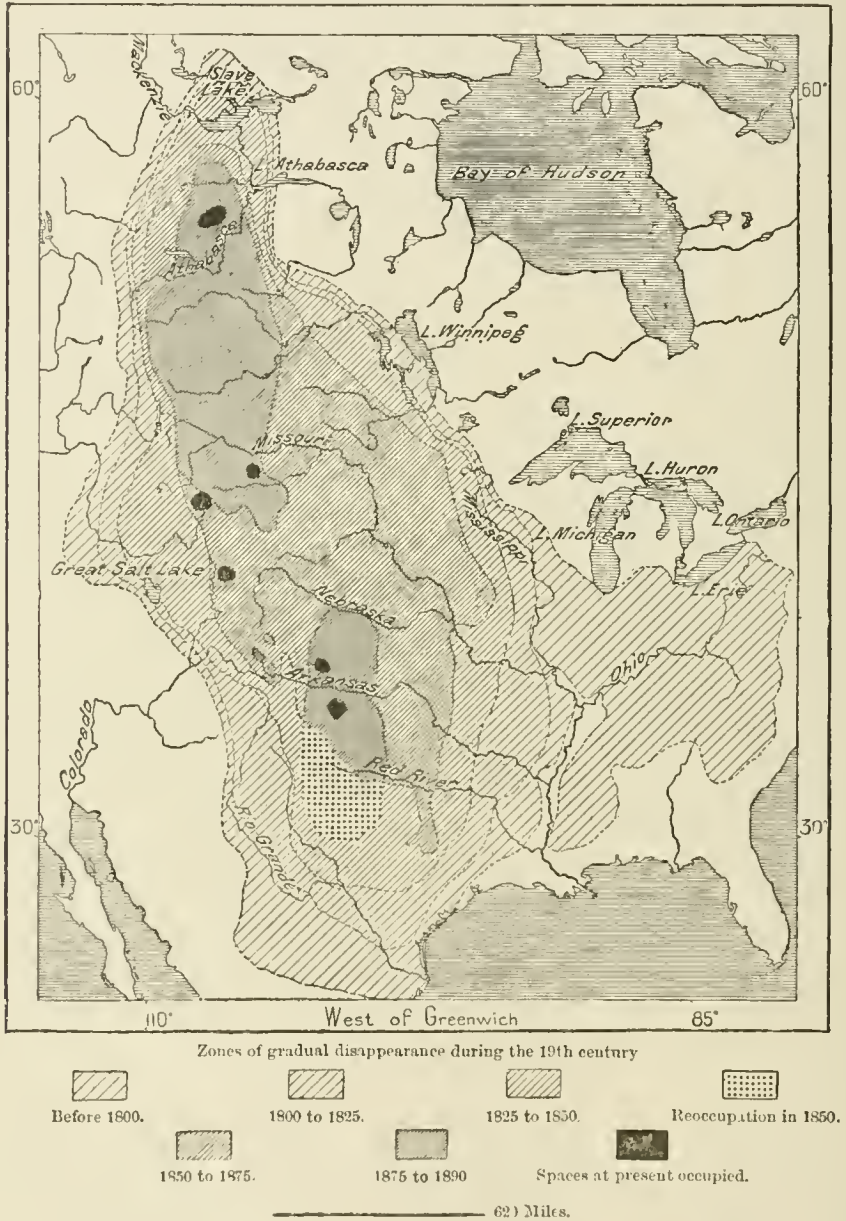 Mackenzie
Slave
Lake
60°
60°
L. Athabasca
Bay of Hudson
Athabasca
L. Winnipeg
L. Superior
Missouri
L. Huron
Mississippi
L. Ontario
L. Michigan
Great Salt Lake
L. Erie
Nebraska
Ohio
Arkansas
Colorado
Red River
30°
30°
Rio Grande
110°
West of Greenwich
85°
Zones of gradual disappearance during the 19th century
Before 1800.
1800 to 1825.
1825 to 1850.
Reoccupation in 1850.
1850 to 1875.
1875 to 1890
Spaces at present occupied.
620 Miles.